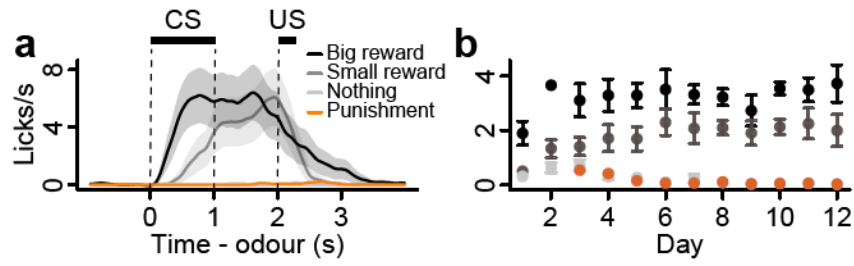 CS US
a
Big reward
Small reward
Nothing
Punishment
Licks/s
8
4
0
0 1 2 3
Time - odour (s)
b
4
2
0
2 4 6 8 10 12
Day